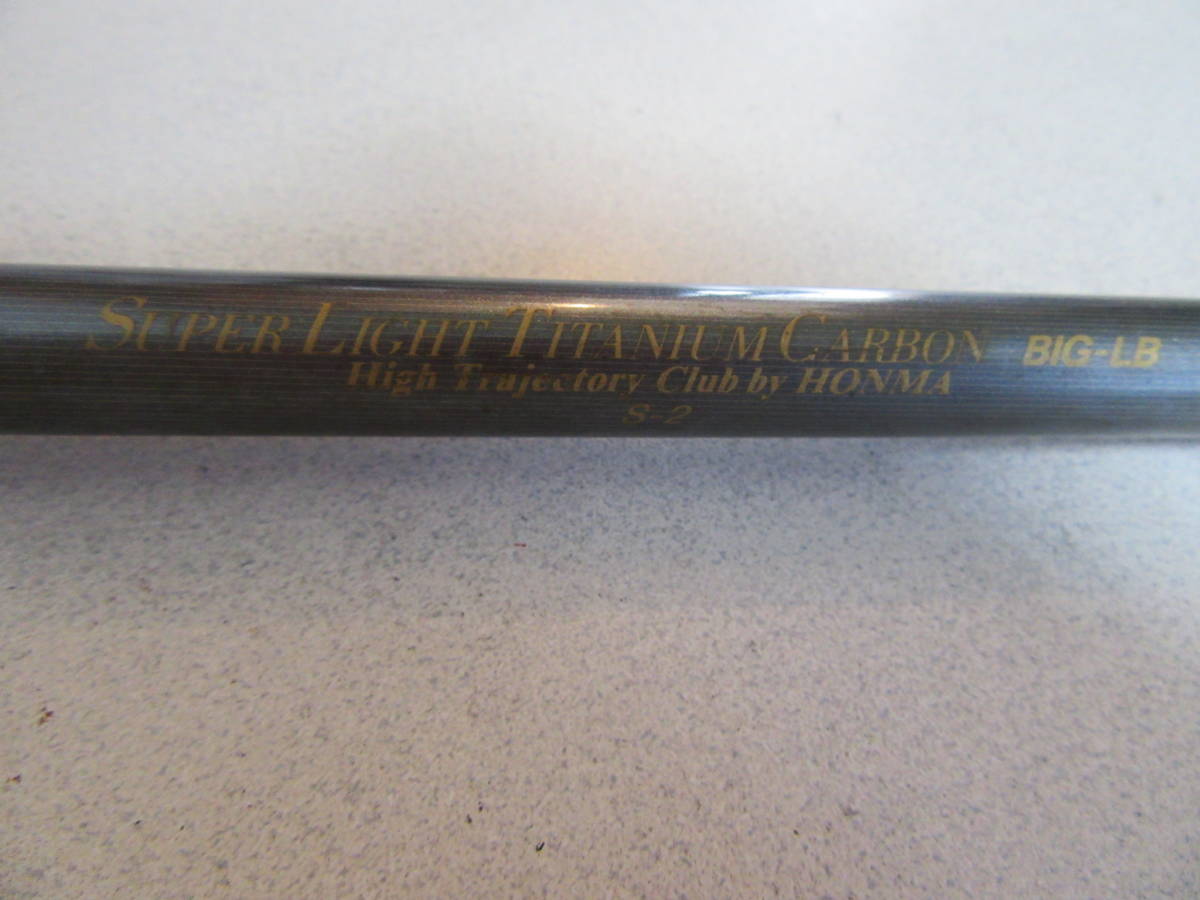 SUPER LIGHT TITANIUM CARBON BIG-LB
High Trajectory Club by HONMA
S-2